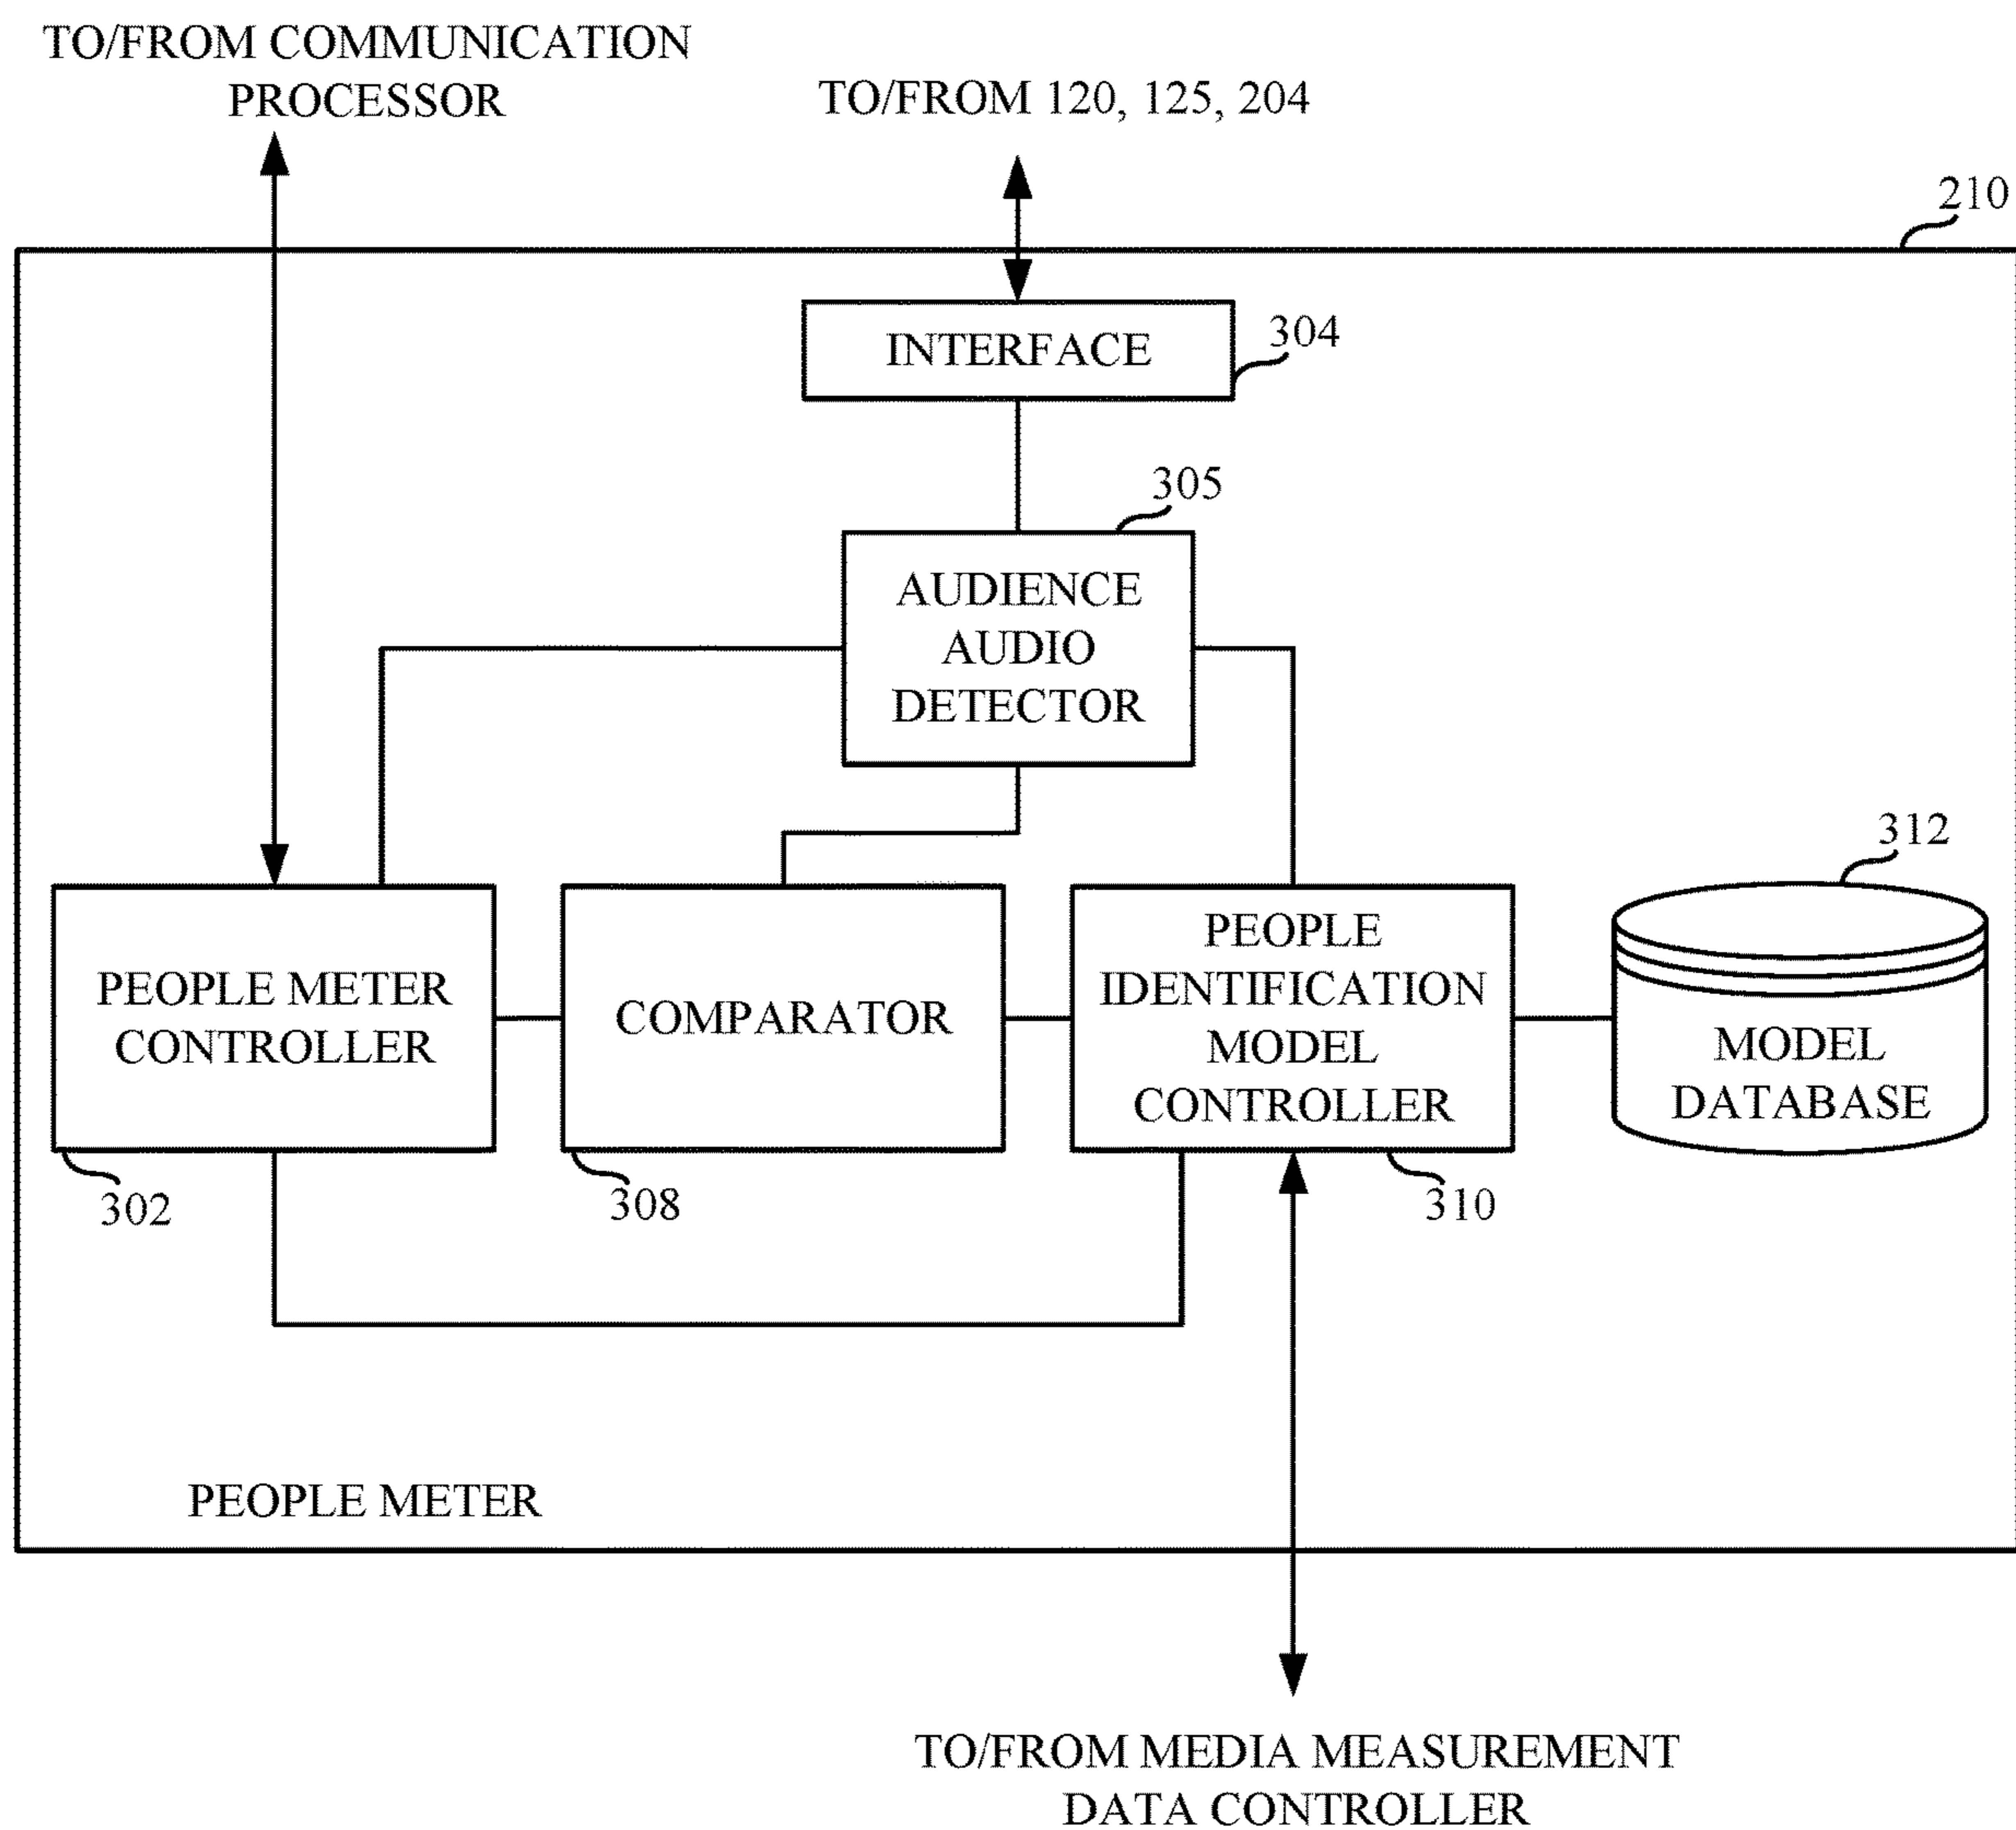 TO/FROM COMMUNICATION
PROCESSOR
TO/FROM 120, 125, 204
210
INTERFACE
304
305
AUDIENCE
AUDIO
DETECTOR
312
PEOPLE METER
CONTROLLER
302
COMPARATOR
308
PEOPLE
IDENTIFICATION
MODEL
CONTROLLER
310
MODEL
DATABASE
PEOPLE METER
TO/FROM MEDIA MEASUREMENT
DATA CONTROLLER